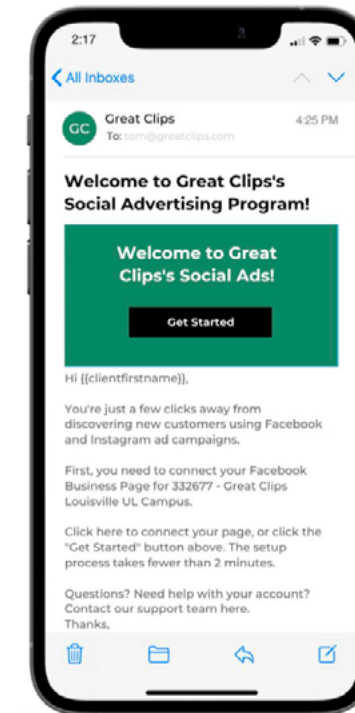 2:17
All Inboxes
GC
Great Clips
4:25 PM
To: tom@greatclips.com
Welcome to Great Clips's
Social Advertising Program!
Welcome to Great
Clips's Social Ads!
Get Started
Hi {{clientfirstname}},
You're just a few clicks away from
discovering new customers using Facebook
and Instagram ad campaigns.
First, you need to connect your Facebook
Business Page for 332677 - Great Clips
Louisville UL Campus.
Click here to connect your page, or click the
"Get Started" button above. The setup
process takes fewer than 2 minutes.
Questions? Need help with your account?
Contact our support team here.
Thanks,